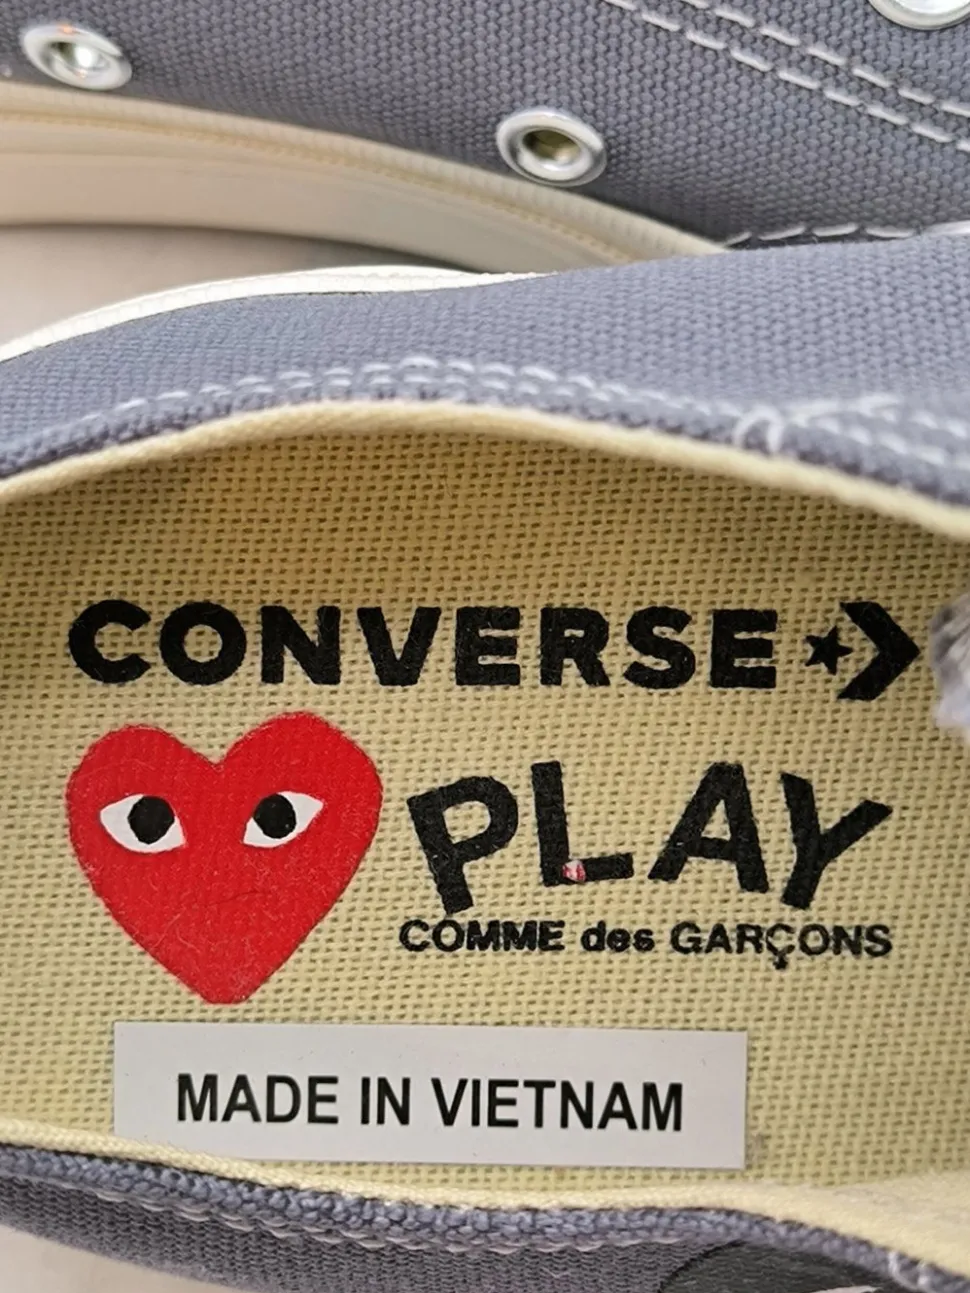 CONVERSE
PLAY
COMME des GARÇONS
MADE IN VIETNAM